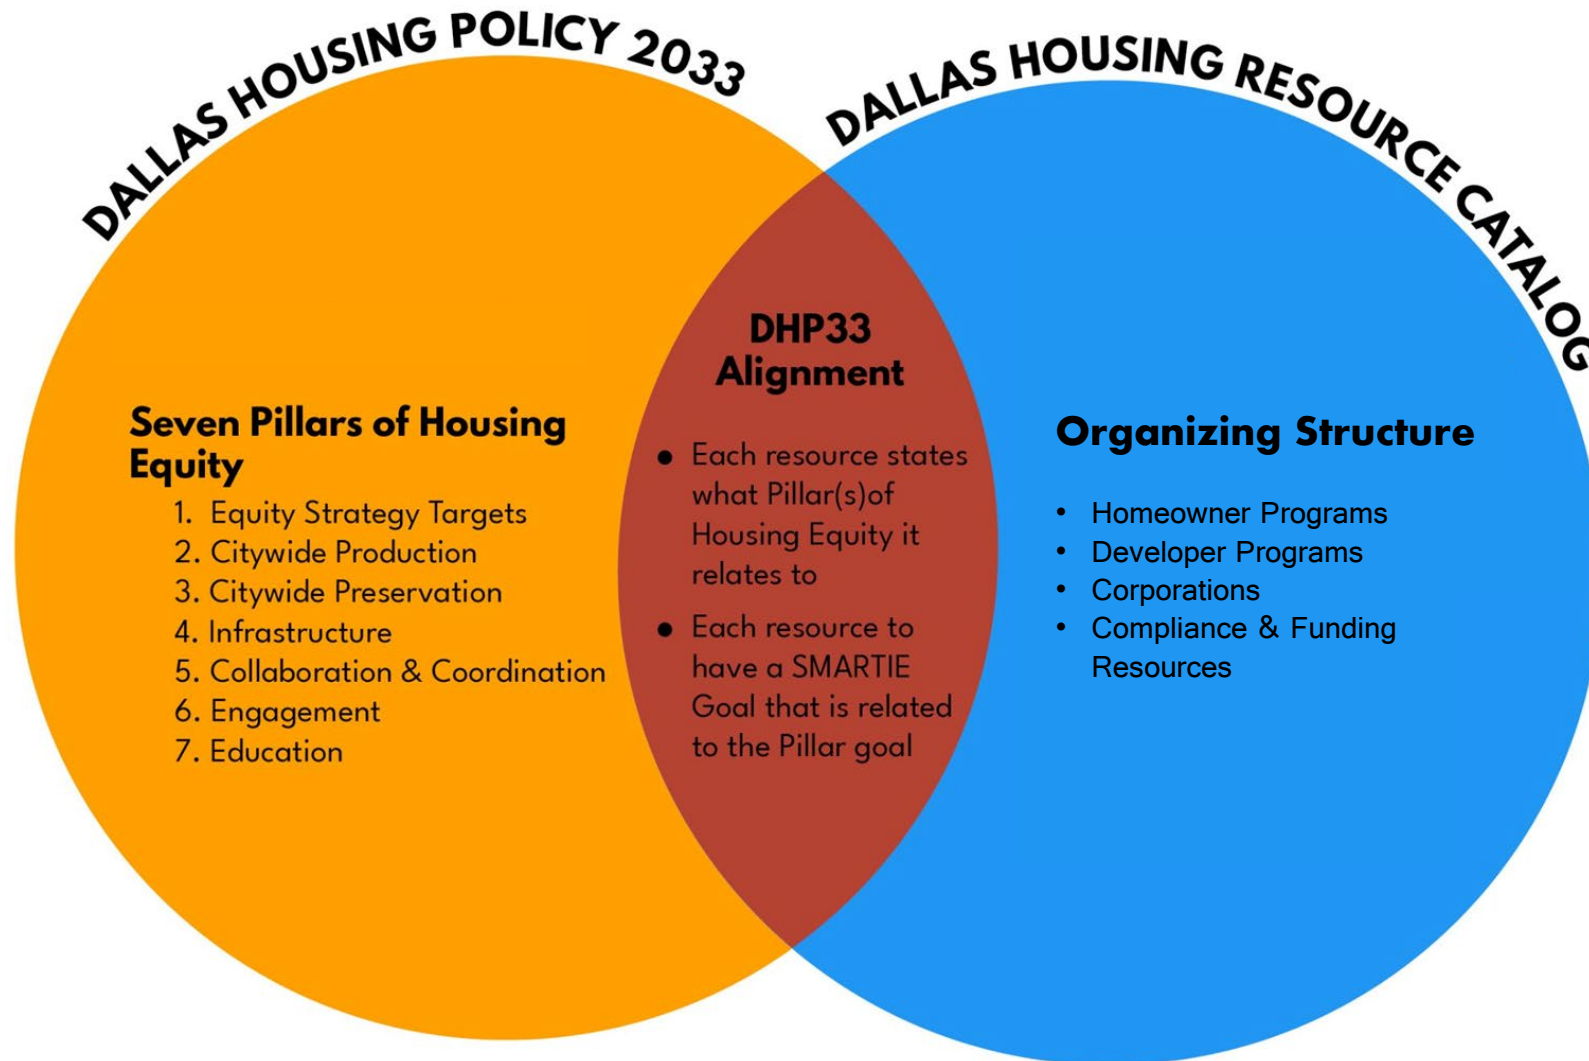 DALLAS HOUSING POLICY 2033
DALLAS HOUSING RESOURCE CATALOG
Seven Pillars of Housing
Equity
1. Equity Strategy Targets
2. Citywide Production
3. Citywide Preservation
4. Infrastructure
5. Collaboration & Coordination
6. Engagement
7. Education
DHP33
Alignment
● Each resource states
what Pillar(s)of
Housing Equity it
relates to
● Each resource to
have a SMARTIE
Goal that is related
to the Pillar goal
Organizing Structure
• Homeowner Programs
• Developer Programs
• Corporations
• Compliance & Funding
Resources